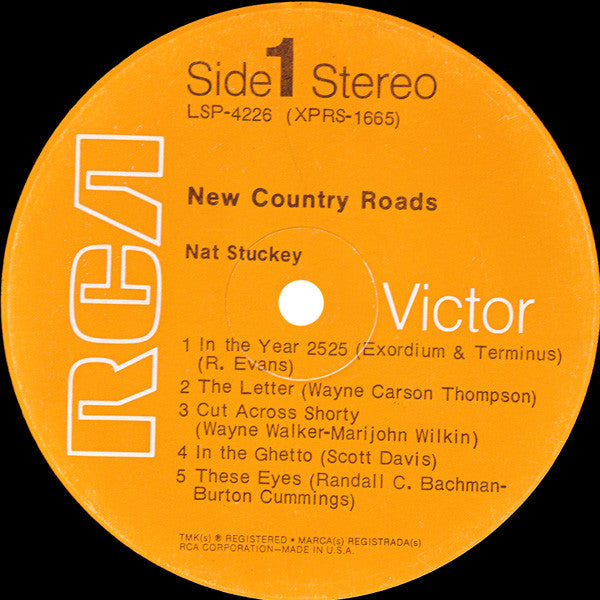 Side 1 Stereo
LSP-4226 (XPRS-1665)
RCA
New Country Roads
Nat Stuckey
Victor
1 In the Year 2525 (Exordium & Terminus)
(R. Evans)
2 The Letter (Wayne Carson Thompson)
3 Cut Across Shorty
(Wayne Walker-Marijohn Wilkin)
4 In the Ghetto (Scott Davis)
5 These Eyes (Randall C. Bachman-
Burton Cummings)
TMK(s) ® REGISTERED • MARCA(s) REGISTRADA(s)
RCA CORPORATION—MADE IN U.S.A.